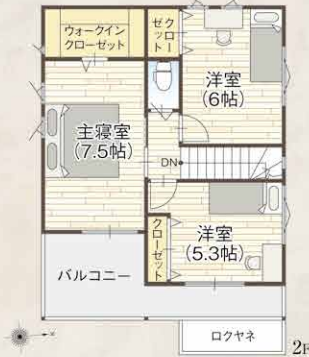 ウォークイン
クローゼット
クロー
ゼット
洋室
(6帖)
主寝室
(7.5帖)
DN
洋室
(5.3帖)
クローゼット
バルコニー
ロクヤネ
2F